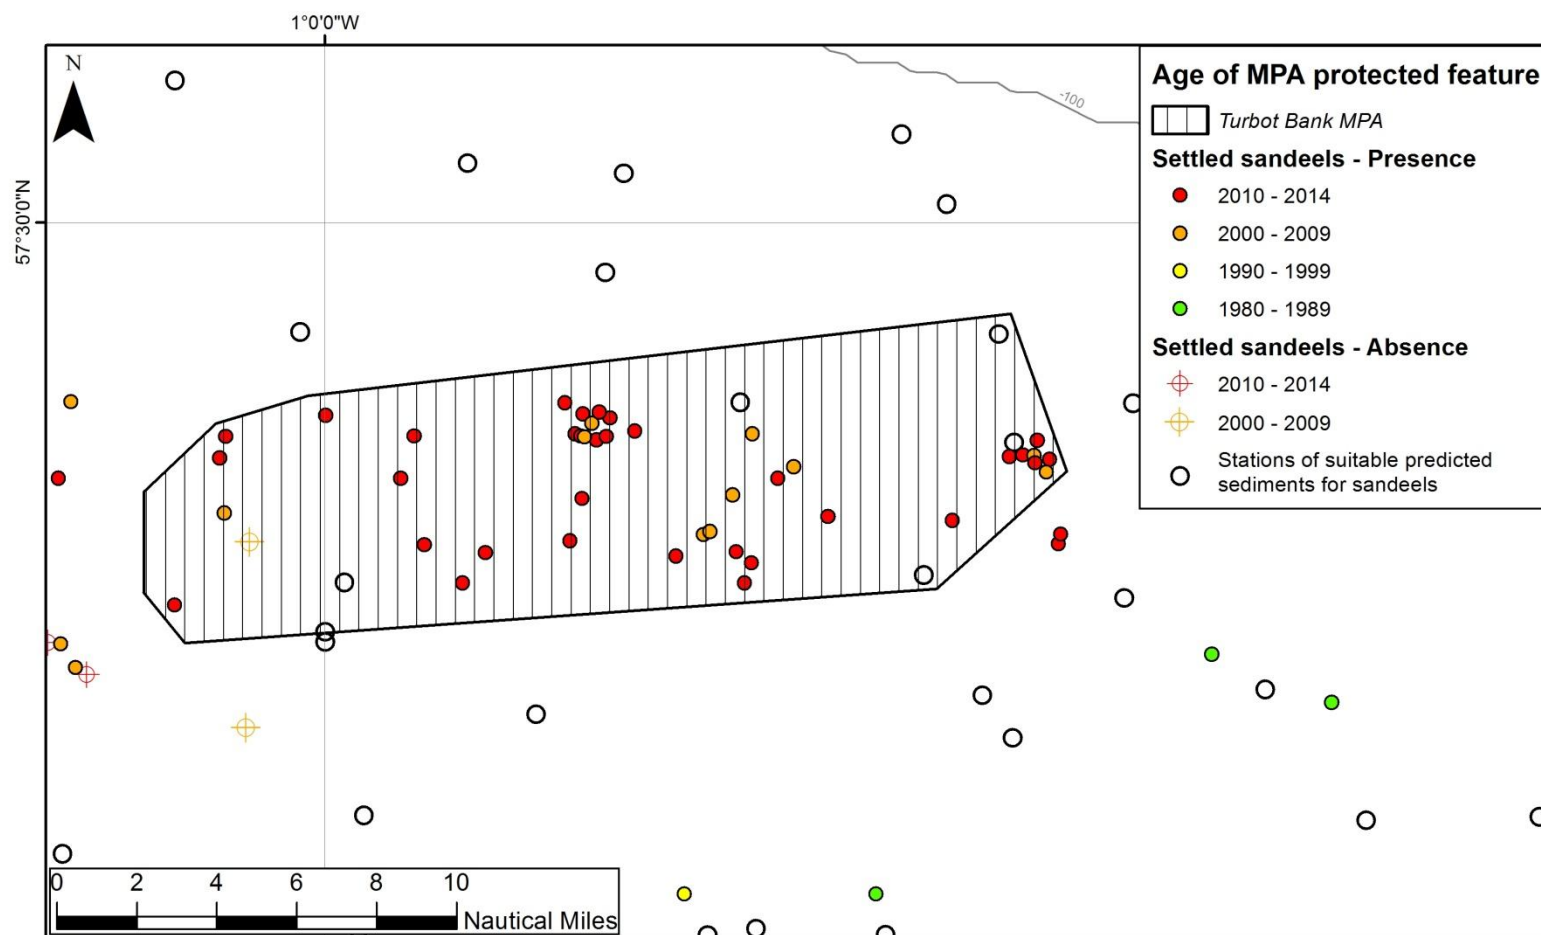 1°0'0"W
N
57°30'0"N
-100
Age of MPA protected feature
Turbot Bank MPA
Settled sandeels - Presence
2010 - 2014
2000 - 2009
1990 - 1999
1980 - 1989
Settled sandeels - Absence
2010 - 2014
2000 - 2009
Stations of suitable predicted
sediments for sandeels
0 2 4 6 8 10
Nautical Miles